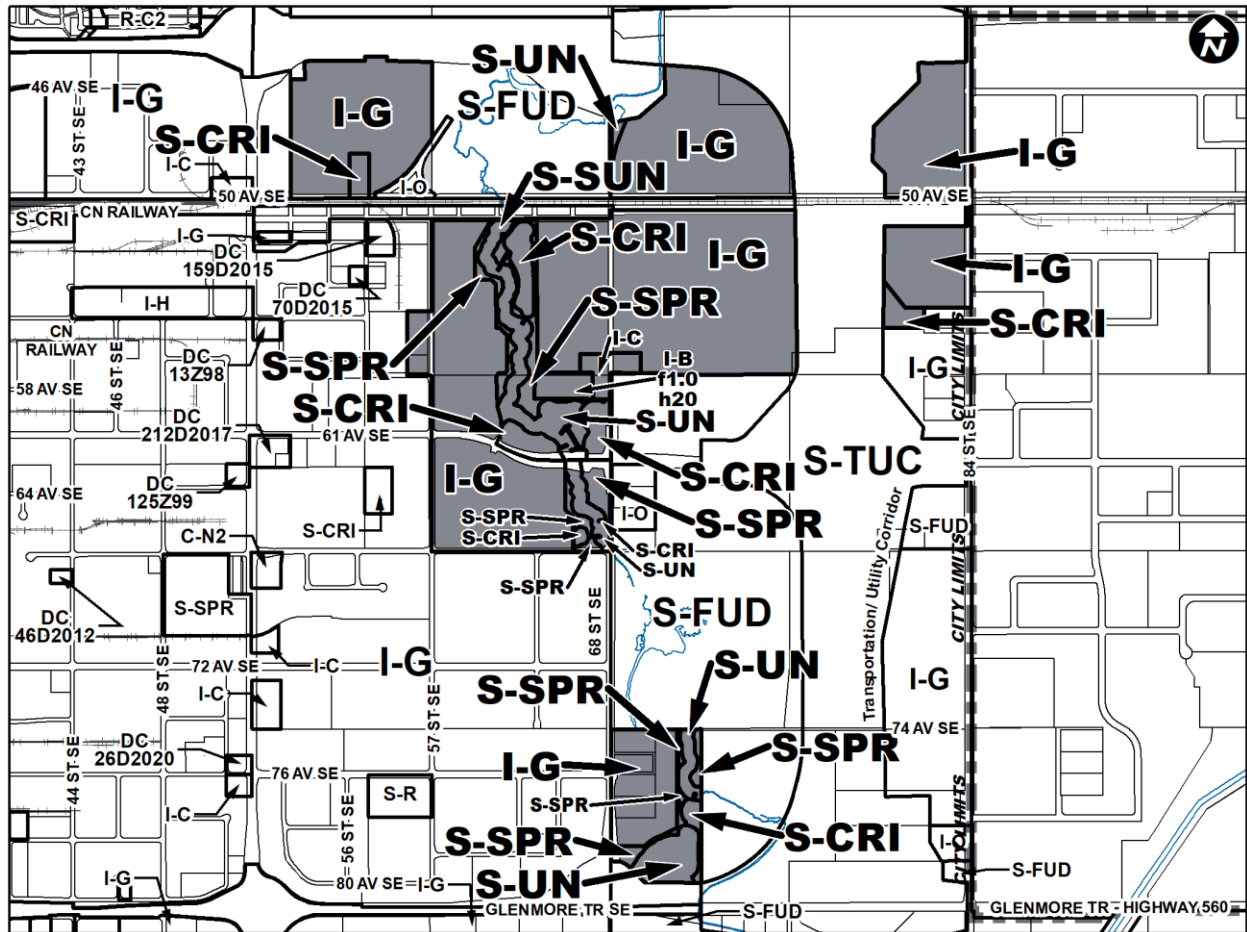 R-C2
N
S-UN
46 AV SE
I-G
43 ST SE
I-G
S-FUD
I-G
S-CRI
I-G
I-C
S-SUN
I-O
50 AV SE
50 AV SE
CN RAILWAY
S-CRI
I-G
S-CRI
I-G
I-G
DC
159D2015
DC
70D2015
S-SPR
S-CRI
I-H
CN
RAILWAY
46 ST SE
I-C
CITY LIMITS
DC
13Z98
S-SPR
I-B
f1.0
h20
I-G
58 AV SE
DC
212D2017
S-CRI
S-UN
61 AV SE
84 ST SE
S-CRI
S-TUC
I-G
DC
125Z99
64 AV SE
S-SPR
I-O
S-SPR
S-CRI
S-CRI
S-FUD
S-CRI
C-N2
S-UN
S-SPR
Transportation/ Utility Corridor
CITY LIMITS
S-SPR
DC
46D2012
68 ST SE
S-FUD
S-UN
72 AV SE
I-C
I-G
S-SPR
I-G
48 ST SE
I-C
57 ST SE
74 AV SE
S-SPR
DC
26D2020
44 ST SE
76 AV SE
I-G
S-R
S-SPR
I-C
CITY LIMITS
S-CRI
S-SPR
56 ST SE
I-G
80 AV SE
I-G
S-UN
S-FUD
GLENMORE TR SE
S-FUD
GLENMORE TR - HIGHWAY 560